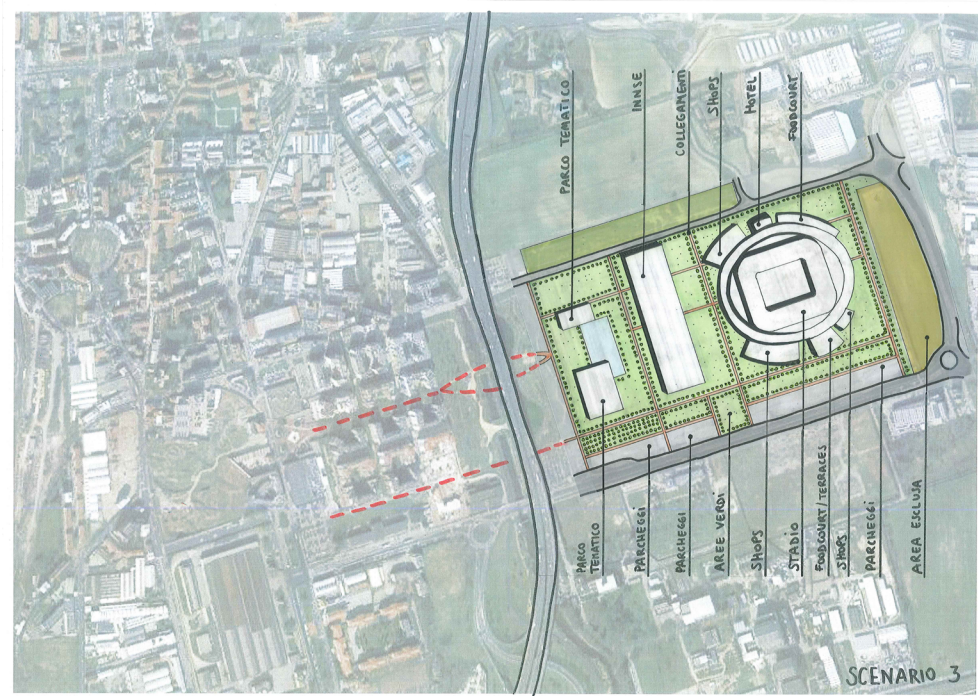 PARCO TEMATICO
INNSE
COLLEGAMENTI
SHOPS
HOTEL
FOODCOURT
PARCO
TEMATICO
PARCHEGGI
PARCHEGGI
AREE VERDI
SHOPS
STADIO
FOODCOURT/TERRACES
SHOPS
PARCHEGGI
AREA ESCLUSA
SCENARIO 3